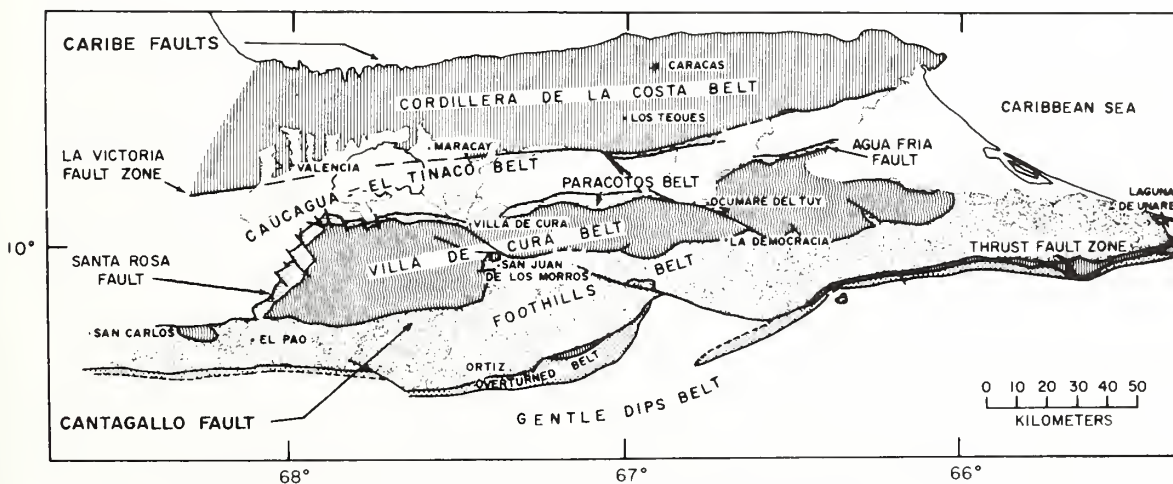 CARIBE FAULTS
CARACAS
CORDILLERA DE LA COSTA BELT
LOS TEQUES
CARIBBEAN SEA
LA VICTORIA
FAULT ZONE
MARACAY
VALENCIA
AGUA FRIA
FAULT
CAUCAGUA - EL TINACO BELT
PARACOTOS BELT
OCUMARE DEL TUY
LAGUNA
DE UNARE
VILLA DE CURA
VILLA DE CURA BELT
LA DEMOCRACIA
10°
SANTA ROSA
FAULT
SAN JUAN
DE LOS MORROS
THRUST FAULT ZONE
FOOTHILLS BELT
SAN CARLOS
EL PAO
ORTIZ
OVERTURNED BELT
GENTLE DIPS BELT
CANTAGALLO FAULT
0 10 20 30 40 50
KILOMETERS
68°
67°
66°